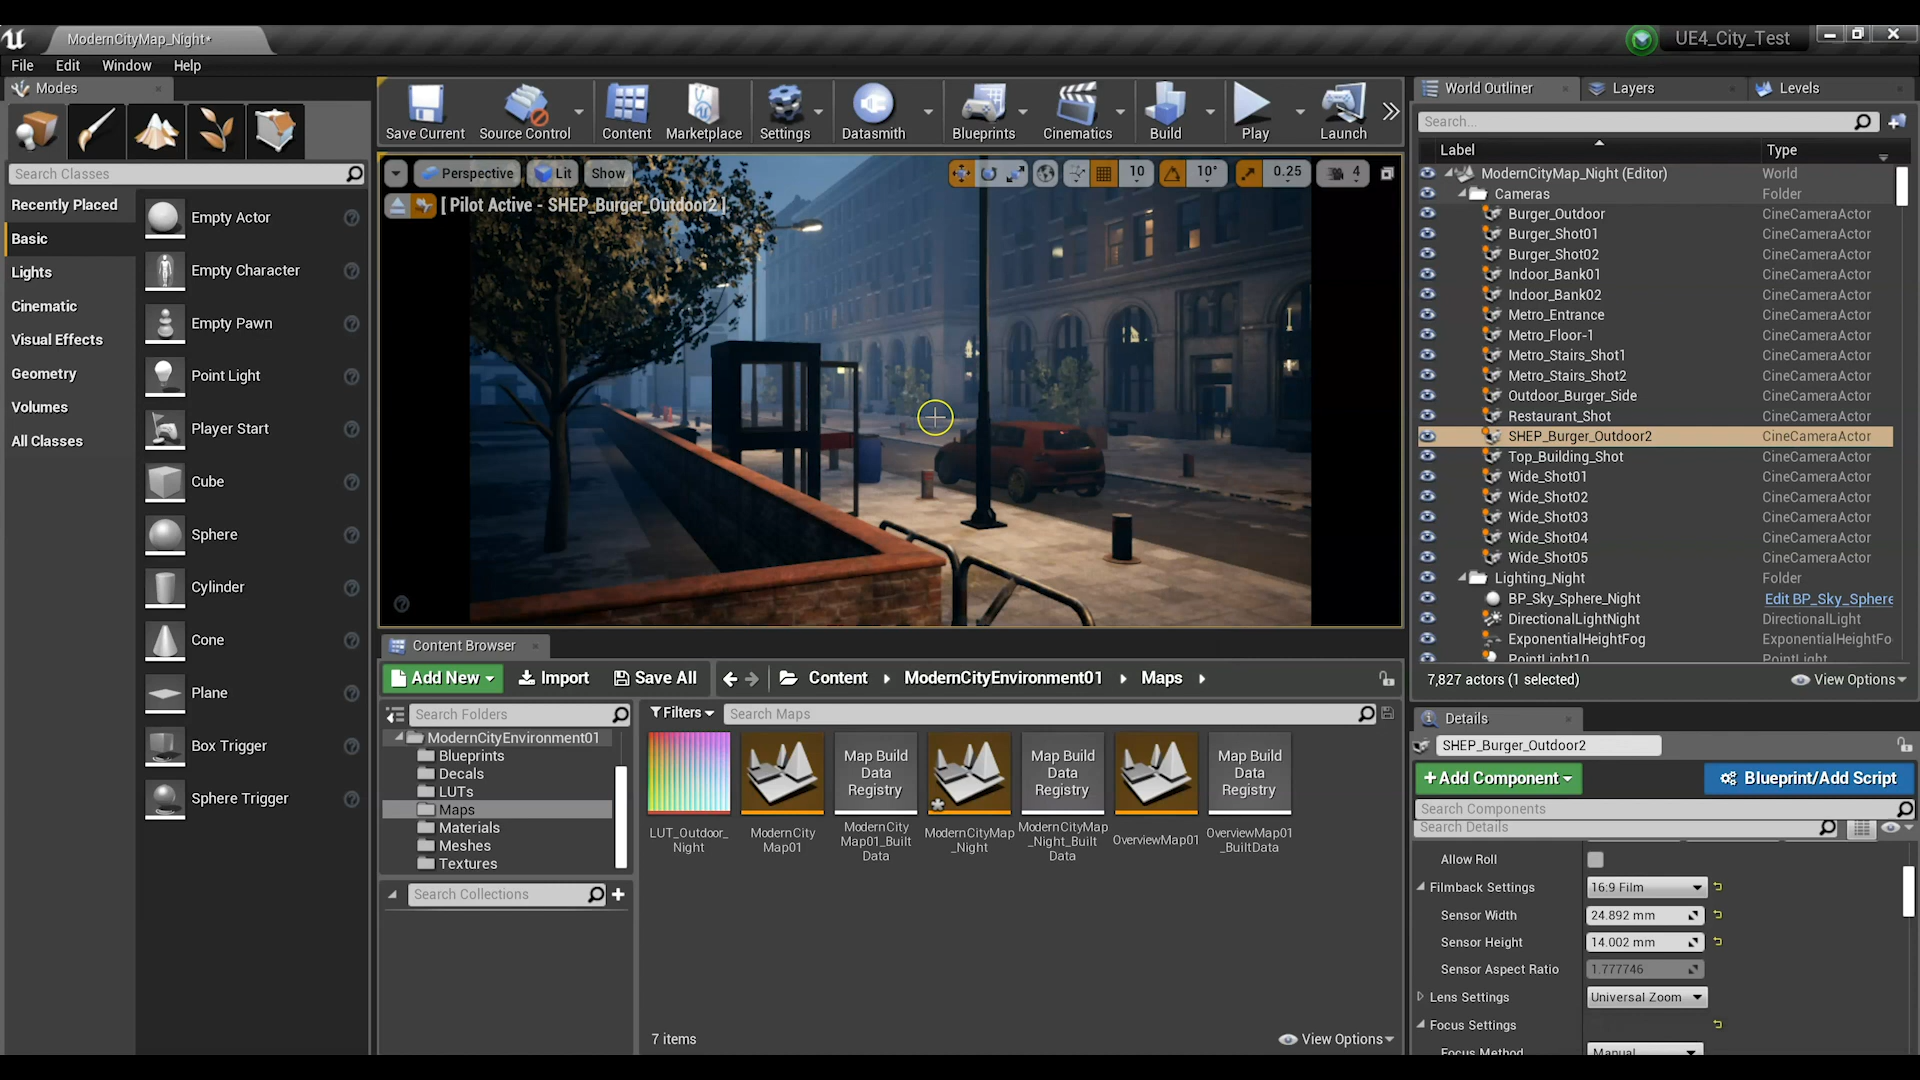 ModernCityMap_Night*
UE4_City_Test
File Edit Window Help
Modes
Search Classes
Recently Placed
Basic
Lights
Cinematic
Visual Effects
Geometry
Volumes
All Classes
Empty Actor
Empty Character
Empty Pawn
Point Light
Player Start
Cube
Sphere
Cylinder
Cone
Plane
Box Trigger
Sphere Trigger
Save Current
Source Control
Content
Marketplace
Settings
Datasmith
Blueprints
Cinematics
Build
Play
Launch
Perspective Lit Show
10 10° 0.25 4
[ Pilot Active - SHEP_Burger_Outdoor2 ]
Content Browser
Add New Import Save All Content ModernCityEnvironment01 Maps
Search Folders
ModernCityEnvironment01
Blueprints
Decals
LUTs
Maps
Materials
Meshes
Textures
Search Collections
Filters Search Maps
LUT_Outdoor_
Night
ModernCity
Map01
Map Build
Data
Registry
ModernCity
Map01_Built
Data
ModernCityMap
_Night
Map Build
Data
Registry
ModernCityMap
_Night_Built
Data
OverviewMap01
Map Build
Data
Registry
OverviewMap01
_BuiltData
7 items
View Options
World Outliner Layers Levels
Search...
Label Type
ModernCityMap_Night (Editor) World
Cameras Folder
Burger_Outdoor CineCameraActor
Burger_Shot01 CineCameraActor
Burger_Shot02 CineCameraActor
Indoor_Bank01 CineCameraActor
Indoor_Bank02 CineCameraActor
Metro_Entrance CineCameraActor
Metro_Floor-1 CineCameraActor
Metro_Stairs_Shot1 CineCameraActor
Metro_Stairs_Shot2 CineCameraActor
Outdoor_Burger_Side CineCameraActor
Restaurant_Shot CineCameraActor
SHEP_Burger_Outdoor2 CineCameraActor
Top_Building_Shot CineCameraActor
Wide_Shot01 CineCameraActor
Wide_Shot02 CineCameraActor
Wide_Shot03 CineCameraActor
Wide_Shot04 CineCameraActor
Wide_Shot05 CineCameraActor
Lighting_Night Folder
BP_Sky_Sphere_Night Edit BP_Sky_Sphere
DirectionalLightNight DirectionalLight
ExponentialHeightFog ExponentialHeightFo
PointLight10 PointLight
7,827 actors (1 selected) View Options
Details
SHEP_Burger_Outdoor2
+Add Component Blueprint/Add Script
Search Components
Search Details
Allow Roll
Filmback Settings 16:9 Film
Sensor Width 24.892 mm
Sensor Height 14.002 mm
Sensor Aspect Ratio 1.777746
Lens Settings Universal Zoom
Focus Settings
Focus Method Manual